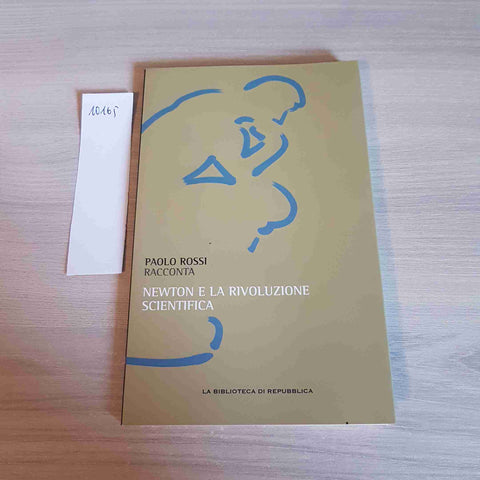 10165
PAOLO ROSSI
RACCONTA
NEWTON E LA RIVOLUZIONE
SCIENTIFICA
LA BIBLIOTECA DI REPUBBLICA